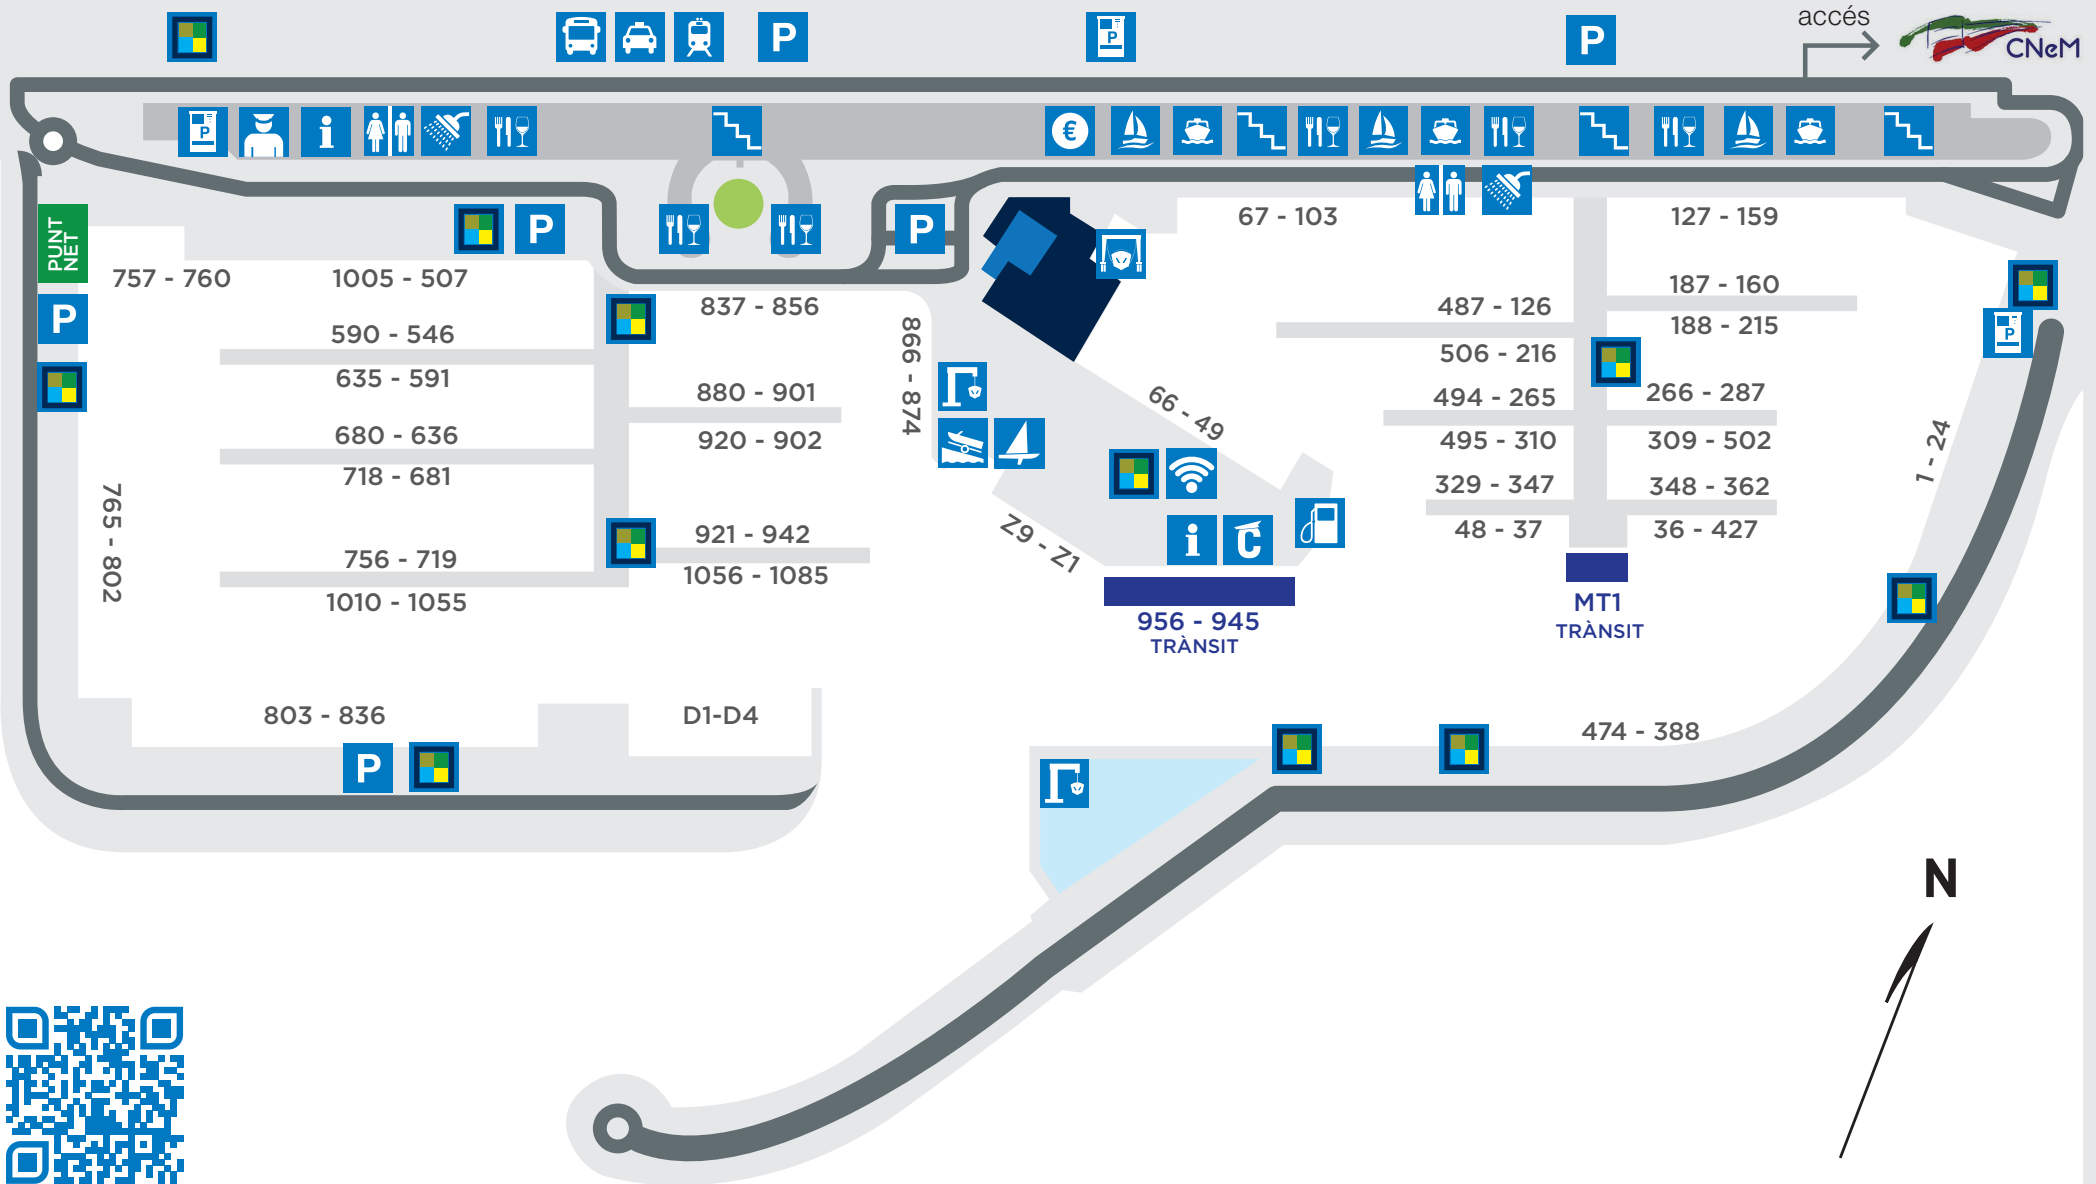 accés
CNeM
P
P
P
P
i
€
P
P
67 - 103
127 - 159
PUNT
NET
757 - 760
1005 - 507
187 - 160
837 - 856
487 - 126
P
590 - 546
188 - 215
P
866 - 874
506 - 216
635 - 591
880 - 901
66 - 49
494 - 265
266 - 287
680 - 636
920 - 902
495 - 310
309 - 502
1 - 24
718 - 681
329 - 347
348 - 362
765 - 802
921 - 942
Z9 - Z1
i
C
48 - 37
36 - 427
756 - 719
1056 - 1085
1010 - 1055
956 - 945
TRÀNSIT
MT1
TRÀNSIT
803 - 836
D1-D4
474 - 388
P
N